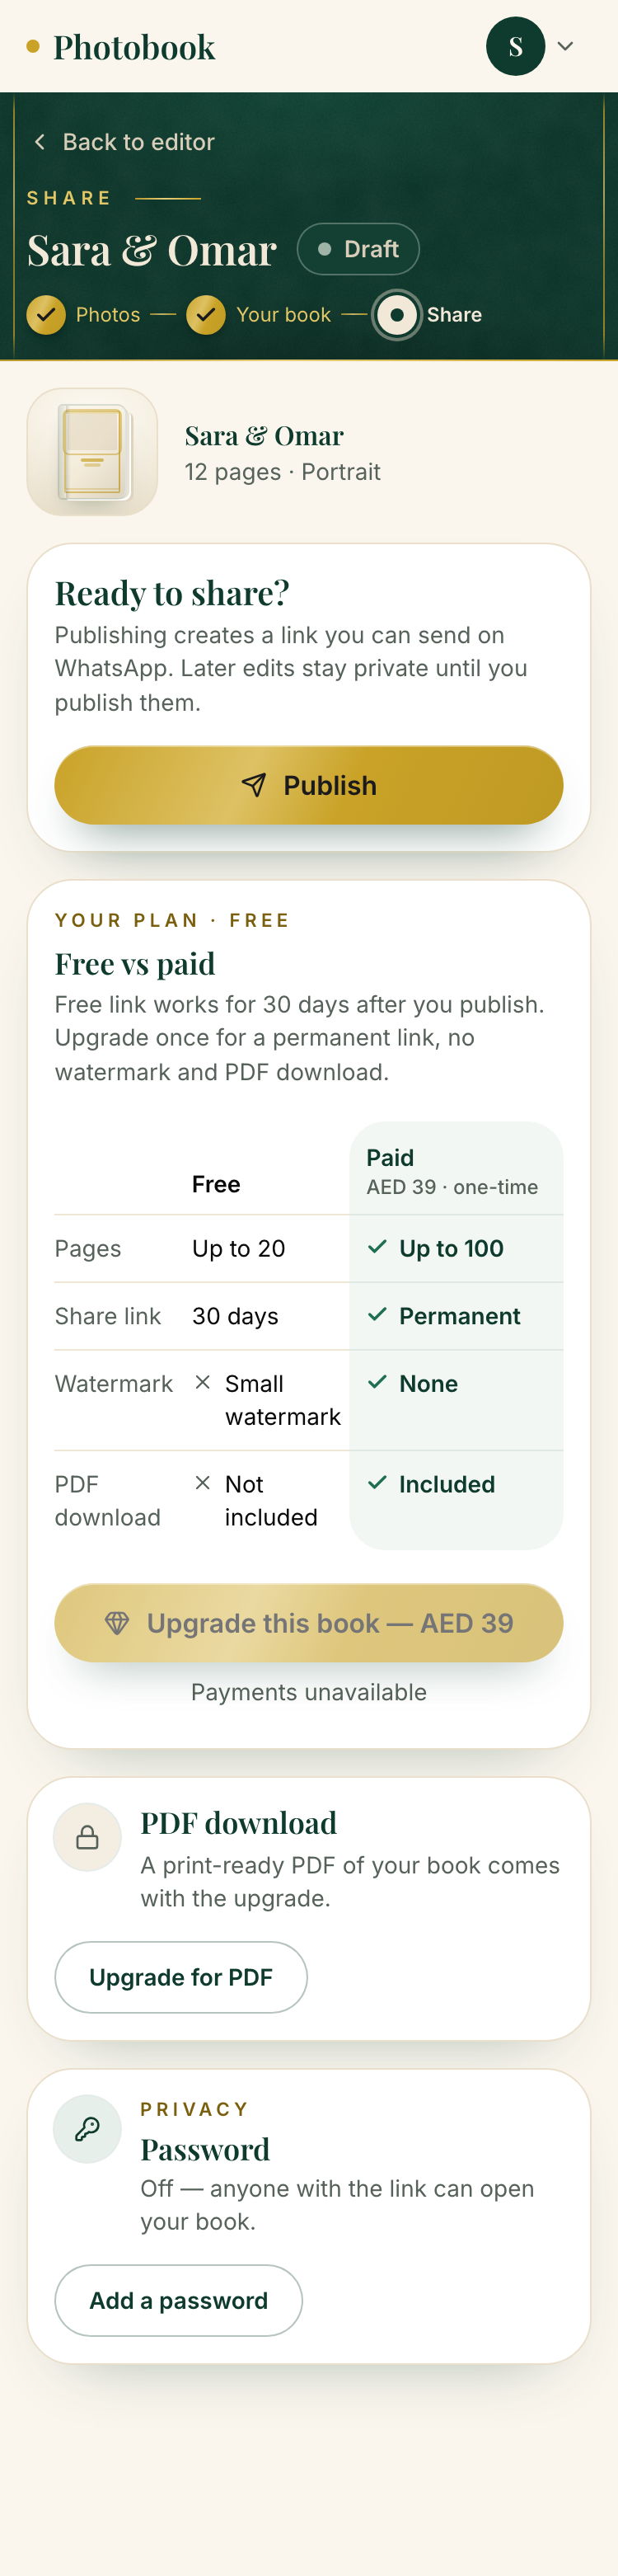 Photobook
S
Back to editor
SHARE
Sara & Omar
Draft
Photos
Your book
Share
Sara & Omar
12 pages · Portrait
Ready to share?
Publishing creates a link you can send on
WhatsApp. Later edits stay private until you
publish them.
Publish
YOUR PLAN · FREE
Free vs paid
Free link works for 30 days after you publish.
Upgrade once for a permanent link, no
watermark and PDF download.
Free
Paid
AED 39 · one-time
Pages
Up to 20
Up to 100
Share link
30 days
Permanent
Watermark
Small
watermark
None
PDF
download
Not
included
Included
Upgrade this book — AED 39
Payments unavailable
PDF download
A print-ready PDF of your book comes
with the upgrade.
Upgrade for PDF
PRIVACY
Password
Off — anyone with the link can open
your book.
Add a password